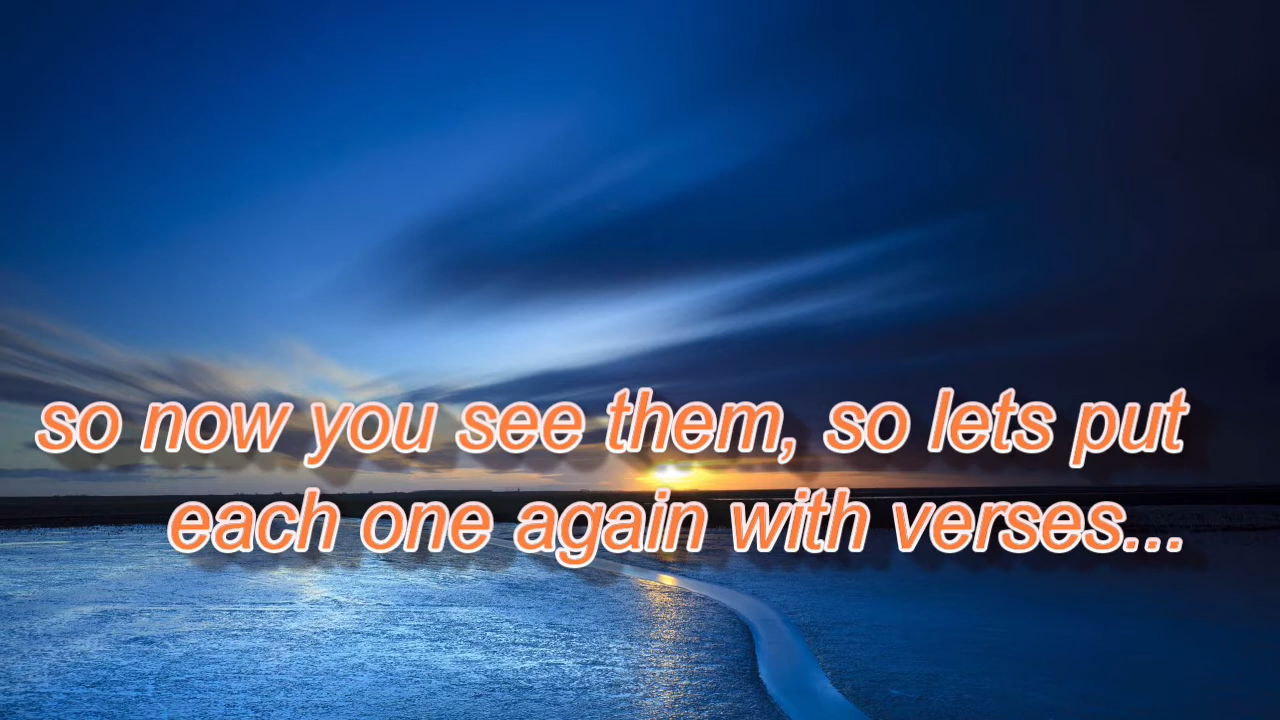 so now you see them, so lets put
each one again with verses...